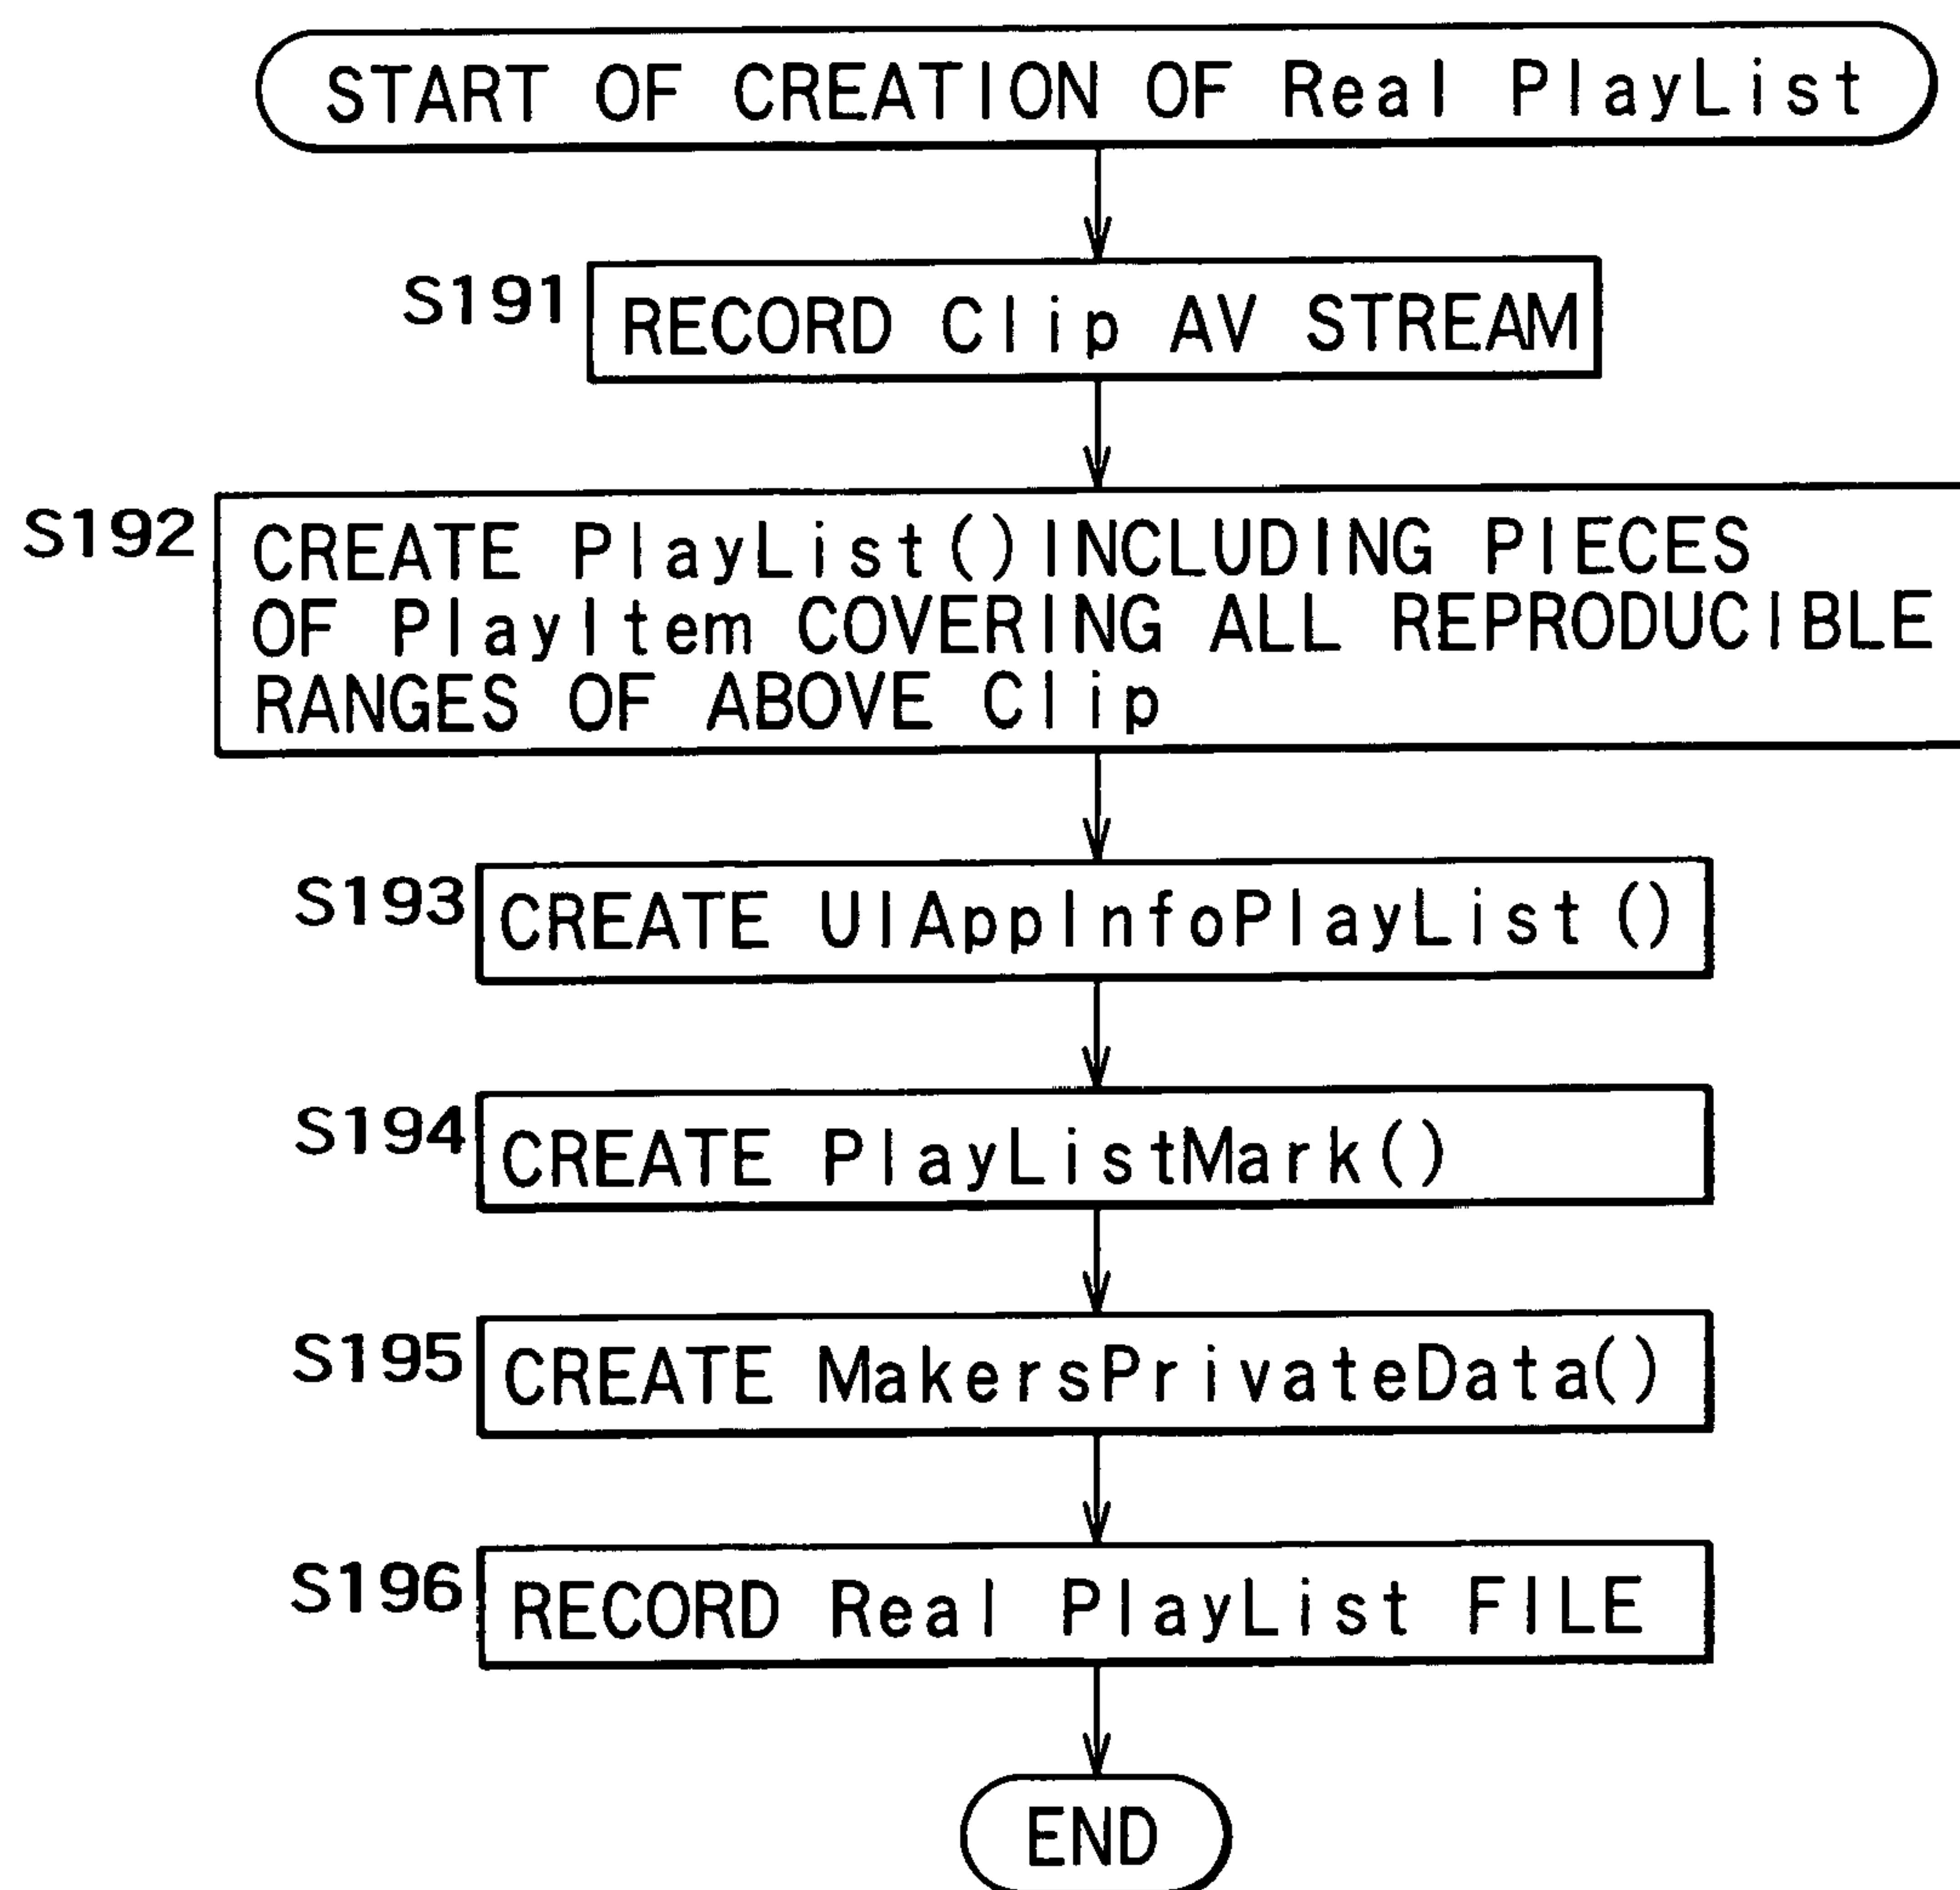 START OF CREATION OF Real PlayList
S191 RECORD Clip AV STREAM
S192 CREATE PlayList()INCLUDING PIECES
OF PlayItem COVERING ALL REPRODUCIBLE
RANGES OF ABOVE Clip
S193 CREATE UIAppInfoPlayList()
S194 CREATE PlayListMark()
S195 CREATE MakersPrivateData()
S196 RECORD Real PlayList FILE
END